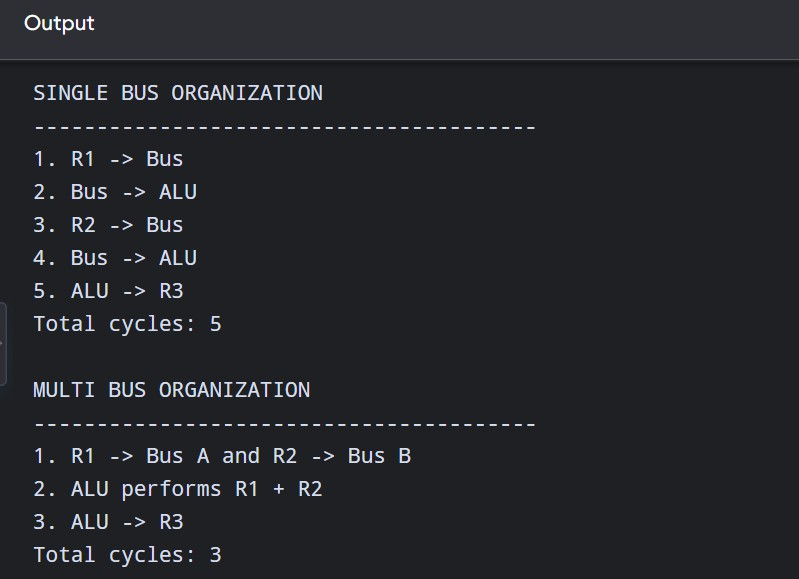 Output
SINGLE BUS ORGANIZATION
----------------------------------------
1. R1 -> Bus
2. Bus -> ALU
3. R2 -> Bus
4. Bus -> ALU
5. ALU -> R3
Total cycles: 5
MULTI BUS ORGANIZATION
----------------------------------------
1. R1 -> Bus A and R2 -> Bus B
2. ALU performs R1 + R2
3. ALU -> R3
Total cycles: 3